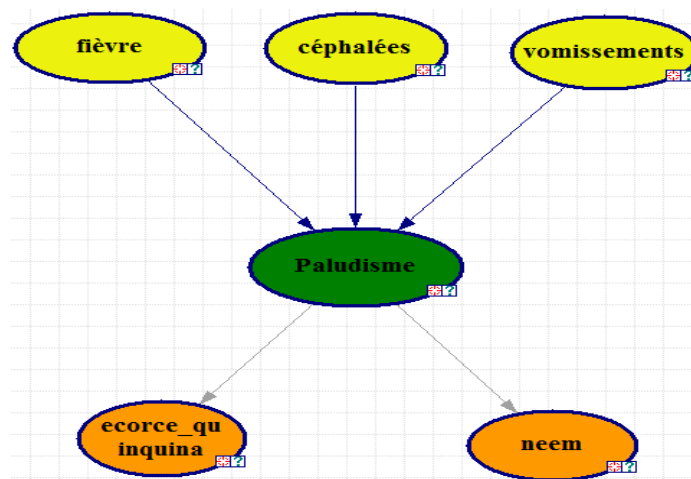 fièvre
céphalées
vomissements
Paludisme
ecorce_qu
inquina
neem